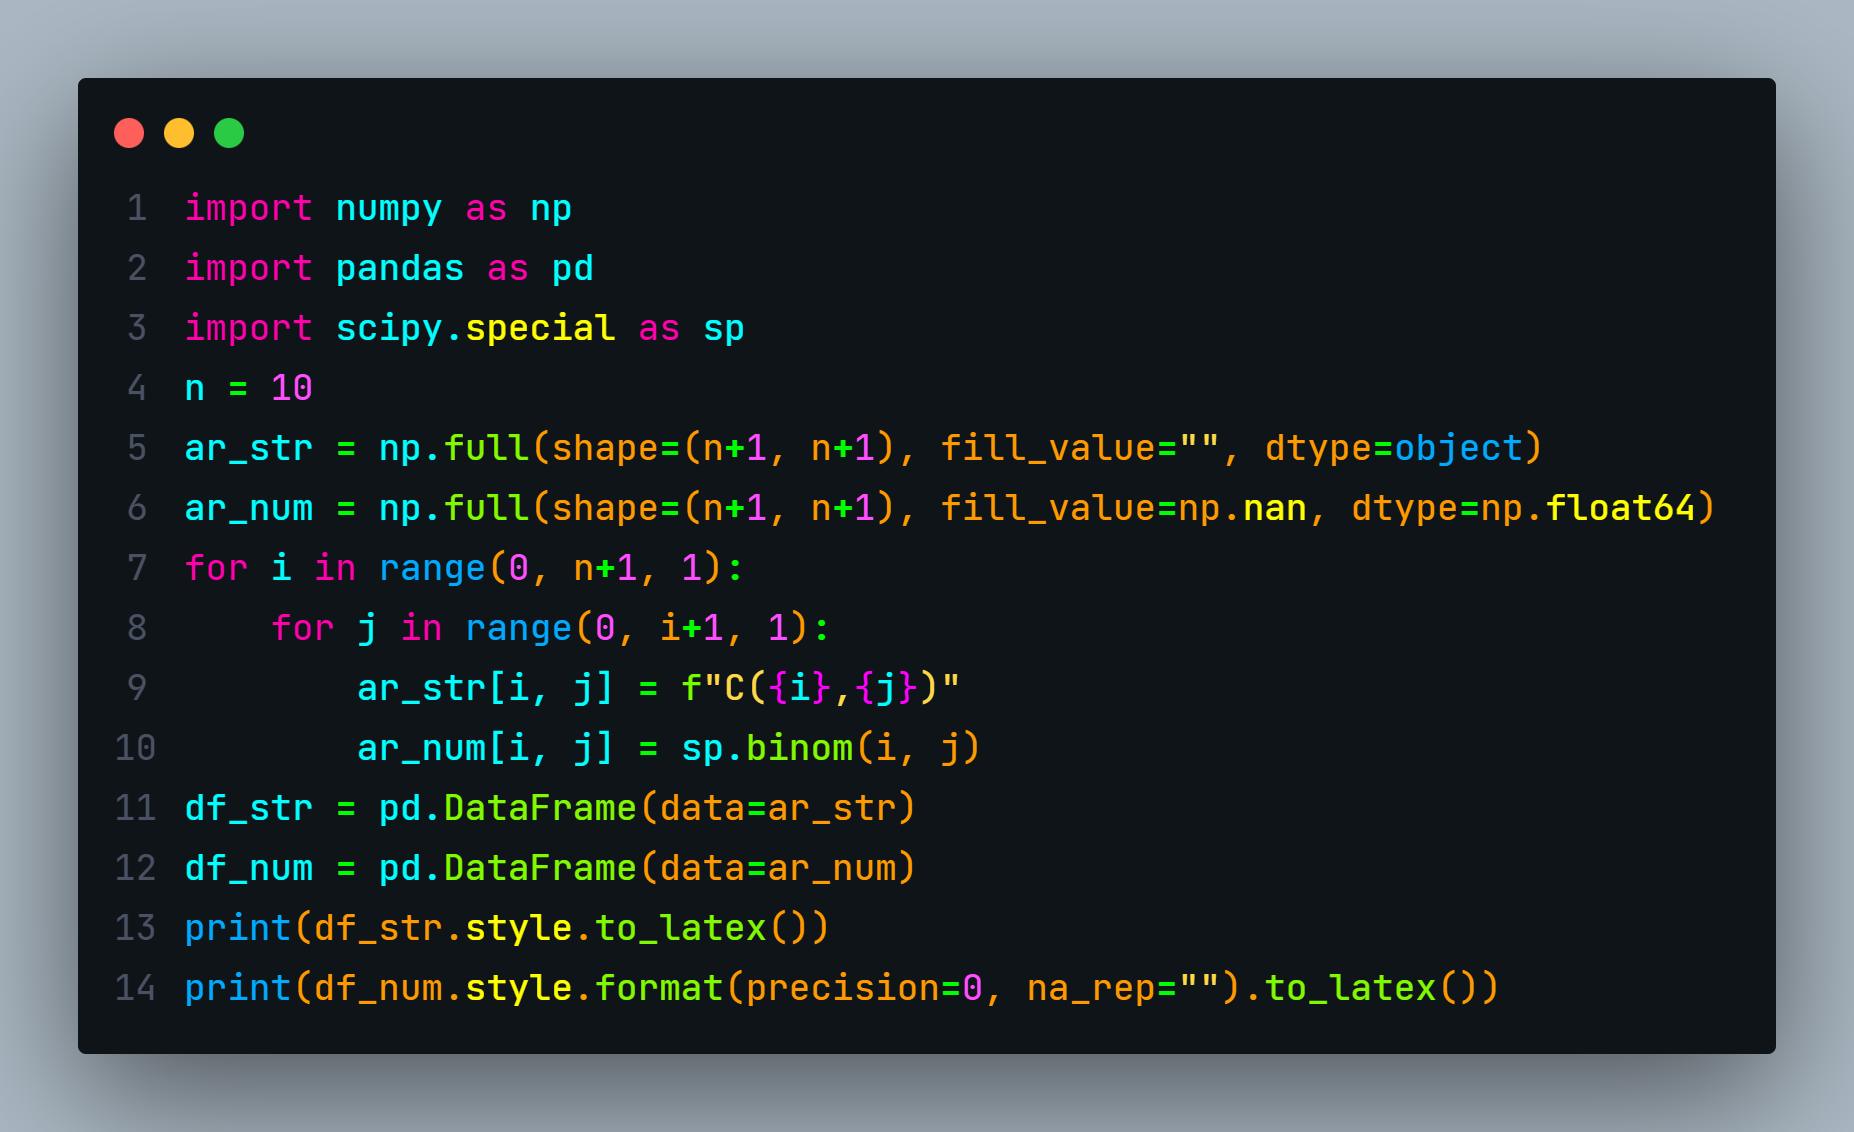 1 import numpy as np
2 import pandas as pd
3 import scipy.special as sp
4 n = 10
5 ar_str = np.full(shape=(n+1, n+1), fill_value="", dtype=object)
6 ar_num = np.full(shape=(n+1, n+1), fill_value=np.nan, dtype=np.float64)
7 for i in range(0, n+1, 1):
8     for j in range(0, i+1, 1):
9         ar_str[i, j] = f"C({i},{j})"
10         ar_num[i, j] = sp.binom(i, j)
11 df_str = pd.DataFrame(data=ar_str)
12 df_num = pd.DataFrame(data=ar_num)
13 print(df_str.style.to_latex())
14 print(df_num.style.format(precision=0, na_rep="").to_latex())